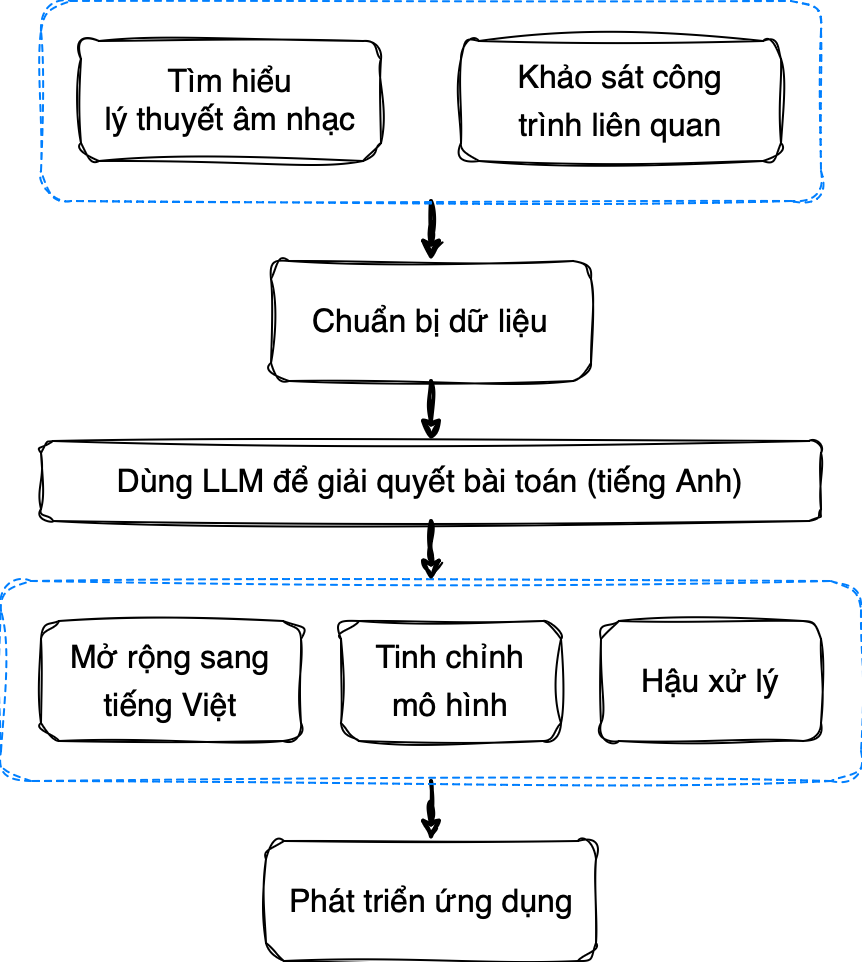 Tìm hiểu
lý thuyết âm nhạc
Khảo sát công
trình liên quan
Chuẩn bị dữ liệu
Dùng LLM để giải quyết bài toán (tiếng Anh)
Mở rộng sang
tiếng Việt
Tinh chỉnh
mô hình
Hậu xử lý
Phát triển ứng dụng